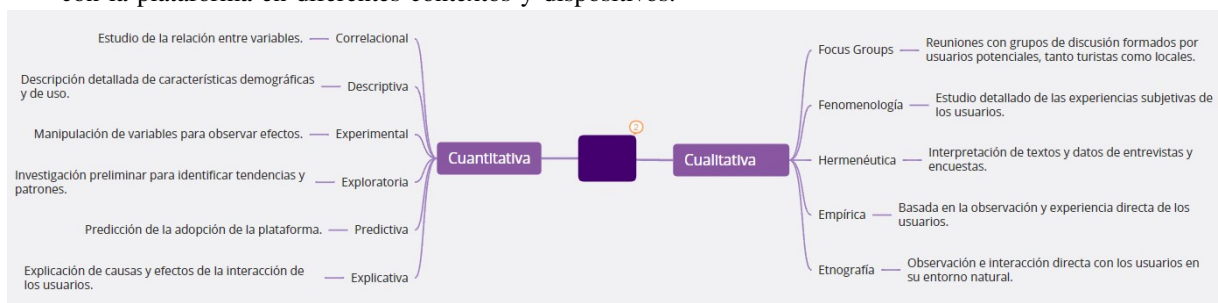 con la plataforma en diferentes contextos y dispositivos.
Estudio de la relación entre variables.
Correlacional
Descripción detallada de características demográficas
y de uso.
Descriptiva
Manipulación de variables para observar efectos.
Experimental
Investigación preliminar para identificar tendencias y
patrones.
Exploratoria
Predicción de la adopción de la plataforma.
Predictiva
Explicación de causas y efectos de la interacción de
los usuarios.
Explicativa
Cuantitativa
2
Cualitativa
Focus Groups
Reuniones con grupos de discusión formados por
usuarios potenciales, tanto turistas como locales.
Fenomenología
Estudio detallado de las experiencias subjetivas de
los usuarios.
Hermenéutica
Interpretación de textos y datos de entrevistas y
encuestas.
Empírica
Basada en la observación y experiencia directa de los
usuarios.
Etnografía
Observación e interacción directa con los usuarios en
su entorno natural.